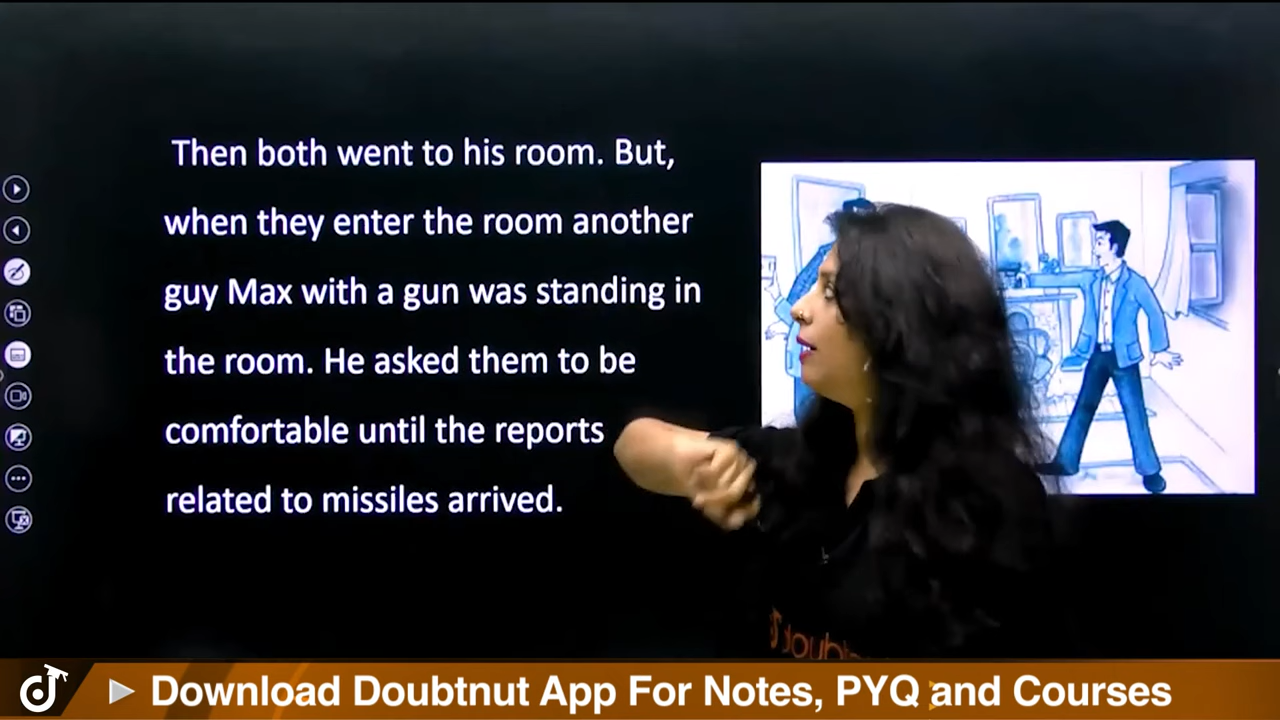 Then both went to his room. But,
when they enter the room another
guy Max with a gun was standing in
the room. He asked them to be
comfortable until the reports
related to missiles arrived.
Download Doubtnut App For Notes, PYQ and Courses